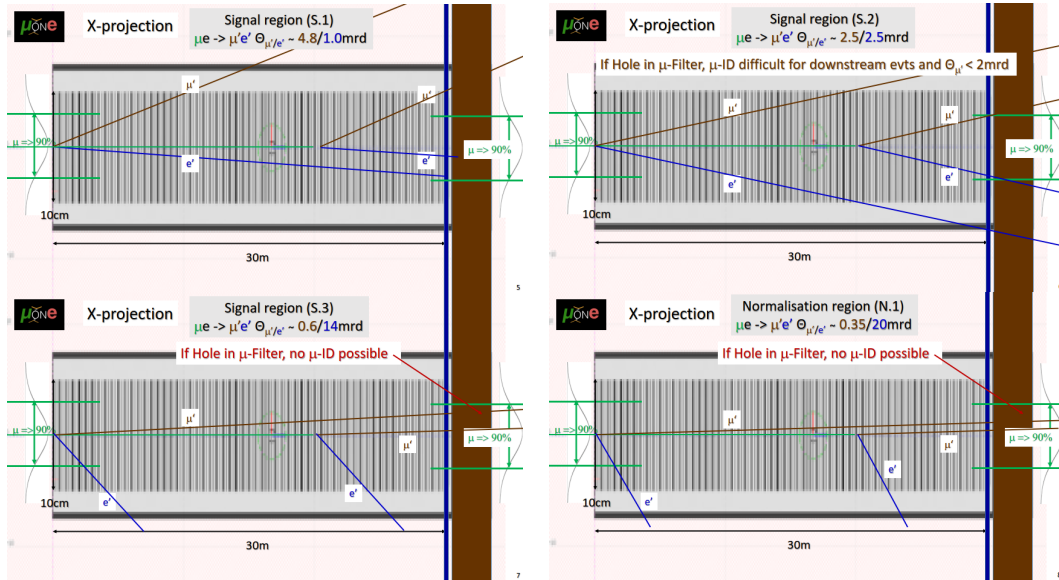 μone
X-projection
Signal region (S.1)
μe -> μ'e' Θμ'/e' ~ 4.8/1.0mrd
μ'
μ'
μ => 90%
μ => 90%
e'
e'
10cm
30m
5
μone
X-projection
Signal region (S.2)
μe -> μ'e' Θμ'/e' ~ 2.5/2.5mrd
If Hole in μ-Filter, μ-ID difficult for downstream evts and Θμ' < 2mrd
μ'
μ'
μ => 90%
μ => 90%
e'
e'
10cm
30m
6
μone
X-projection
Signal region (S.3)
μe -> μ'e' Θμ'/e' ~ 0.6/14mrd
If Hole in μ-Filter, no μ-ID possible
μ'
μ => 90%
μ => 90%
μ'
e'
e'
10cm
30m
7
μone
X-projection
Normalisation region (N.1)
μe -> μ'e' Θμ'/e' ~ 0.35/20mrd
If Hole in μ-Filter, no μ-ID possible
μ'
μ => 90%
μ => 90%
μ'
e'
e'
10cm
30m